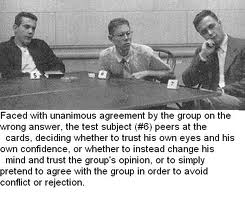 Faced with unanimous agreement by the group on
the wrong answer, the test subject (#6) peers at the
cards, deciding whether to trust his own eyes and his
own confidence, or whether to instead change his
mind and trust the group's opinion, or to simply
pretend to agree with the group in order to avoid
conflict or rejection.